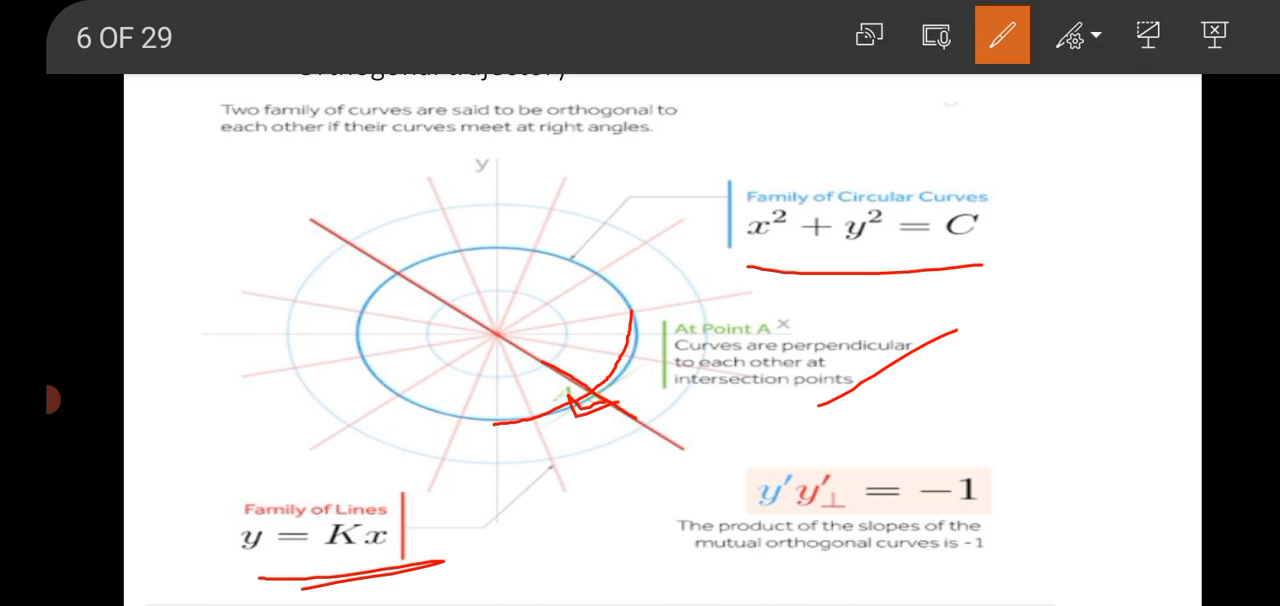 6 OF 29
Orthogonal trajectory
Two family of curves are said to be orthogonal to
each other if their curves meet at right angles.
y
Family of Circular Curves
x² + y² = C
At Point A
x
Curves are perpendicular
to each other at
intersection points
A
Family of Lines
y = Kx
y′y′⊥ = −1
The product of the slopes of the
mutual orthogonal curves is -1